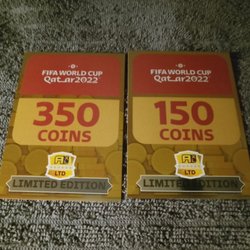 FIFA WORLD CUP
Qatar2022
350
COINS
LTD
LIMITED EDITION
FIFA WORLD CUP
Qatar2022
150
COINS
LTD
LIMITED EDITION